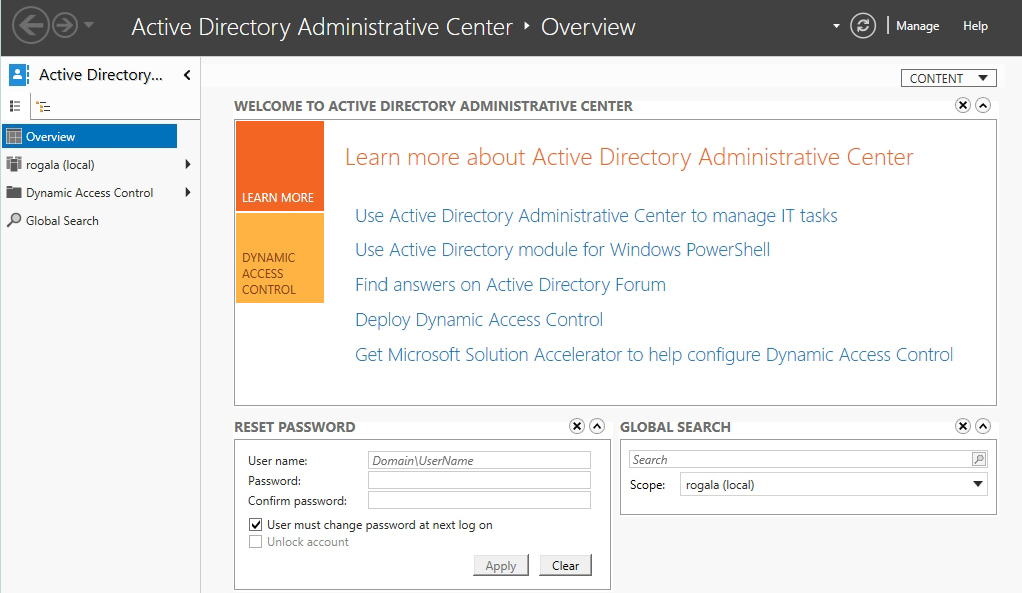 Active Directory Administrative Center ‣ Overview
Manage
Help
Active Directory...
Overview
rogala (local)
Dynamic Access Control
Global Search
CONTENT
WELCOME TO ACTIVE DIRECTORY ADMINISTRATIVE CENTER
LEARN MORE
DYNAMIC
ACCESS
CONTROL
Learn more about Active Directory Administrative Center
Use Active Directory Administrative Center to manage IT tasks
Use Active Directory module for Windows PowerShell
Find answers on Active Directory Forum
Deploy Dynamic Access Control
Get Microsoft Solution Accelerator to help configure Dynamic Access Control
RESET PASSWORD
User name:
Domain\UserName
Password:
Confirm password:
User must change password at next log on
Unlock account
Apply
Clear
GLOBAL SEARCH
Search
Scope:
rogala (local)